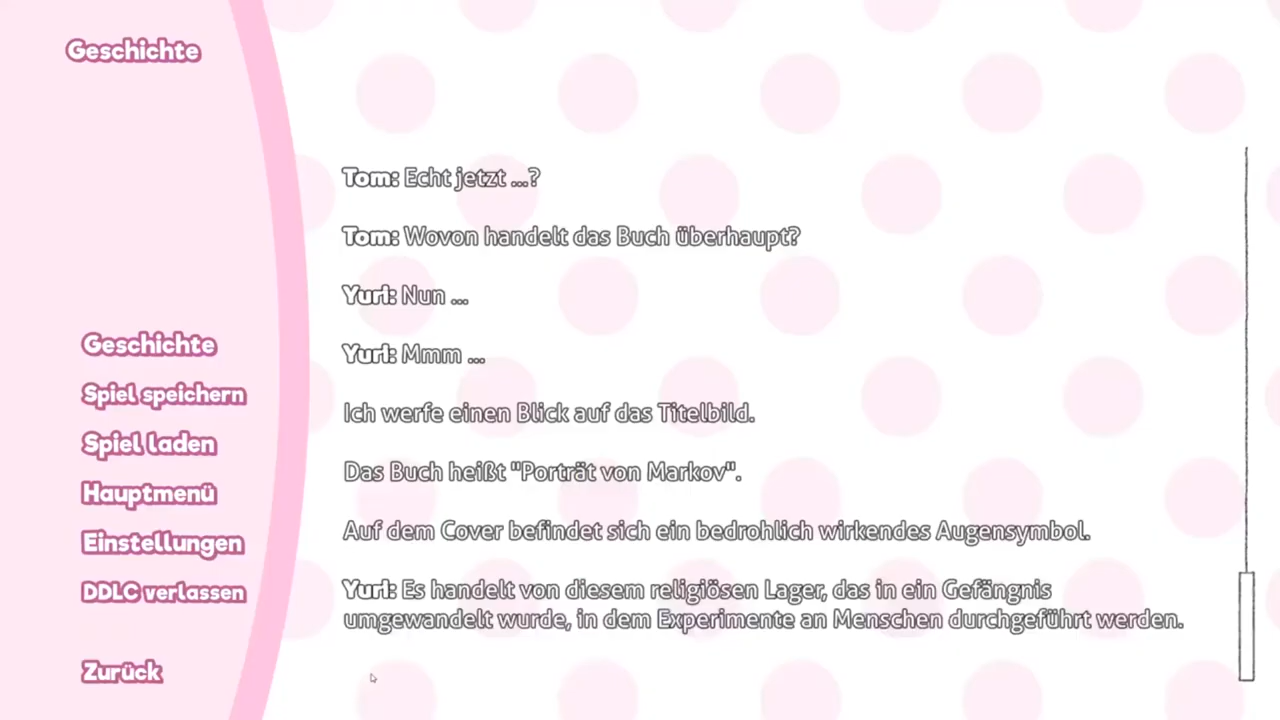 Geschichte
Tom: Echt jetzt ...?
Tom: Wovon handelt das Buch überhaupt?
Yuri: Nun ...
Yuri: Mmm ...
Ich werfe einen Blick auf das Titelbild.
Das Buch heißt "Porträt von Markov".
Auf dem Cover befindet sich ein bedrohlich wirkendes Augensymbol.
Yuri: Es handelt von diesem religiösen Lager, das in ein Gefängnis
umgewandelt wurde, in dem Experimente an Menschen durchgeführt werden.
Geschichte
Spiel speichern
Spiel laden
Hauptmenü
Einstellungen
DDLC verlassen
Zurück